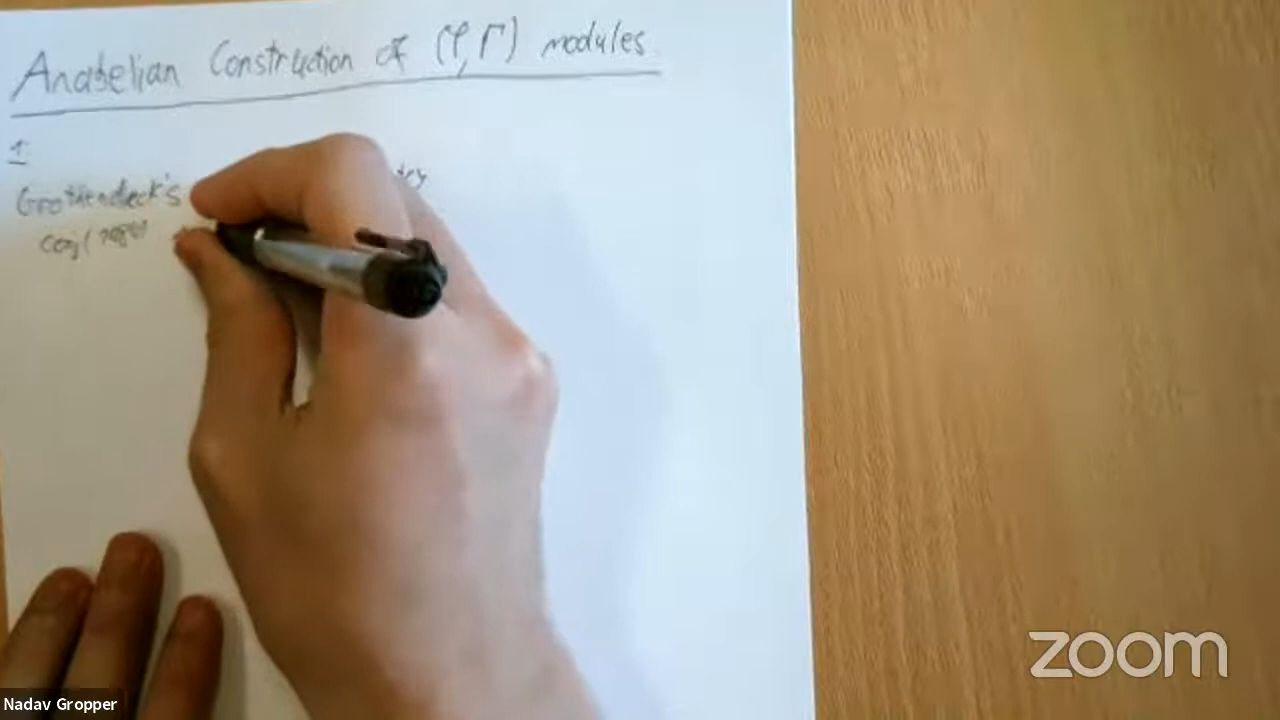 Anabelian Construction of (φ,Γ) modules
1:
Grothendieck's
conj (1980's
zoom
Nadav Gropper